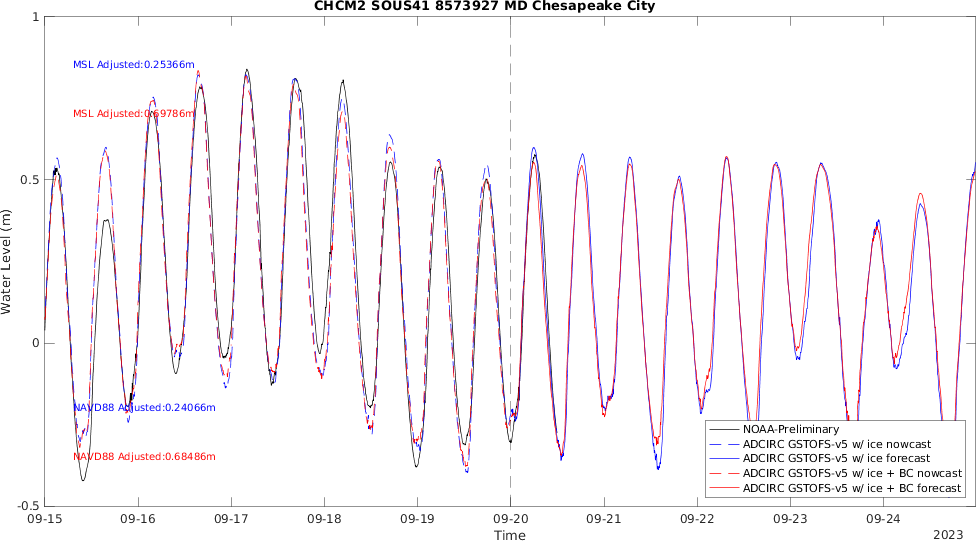 CHCM2 SOUS41 8573927 MD Chesapeake City
1
MSL Adjusted:0.25366m
MSL Adjusted:0.69786m
0.5
Water Level (m)
0
NAVD88 Adjusted:0.24066m
NAVD88 Adjusted:0.68486m
NOAA-Preliminary
ADCIRC GSTOFS-v5 w/ ice nowcast
ADCIRC GSTOFS-v5 w/ ice forecast
ADCIRC GSTOFS-v5 w/ ice + BC nowcast
ADCIRC GSTOFS-v5 w/ ice + BC forecast
-0.5
09-15 09-16 09-17 09-18 09-19 09-20 09-21 09-22 09-23 09-24
Time
2023